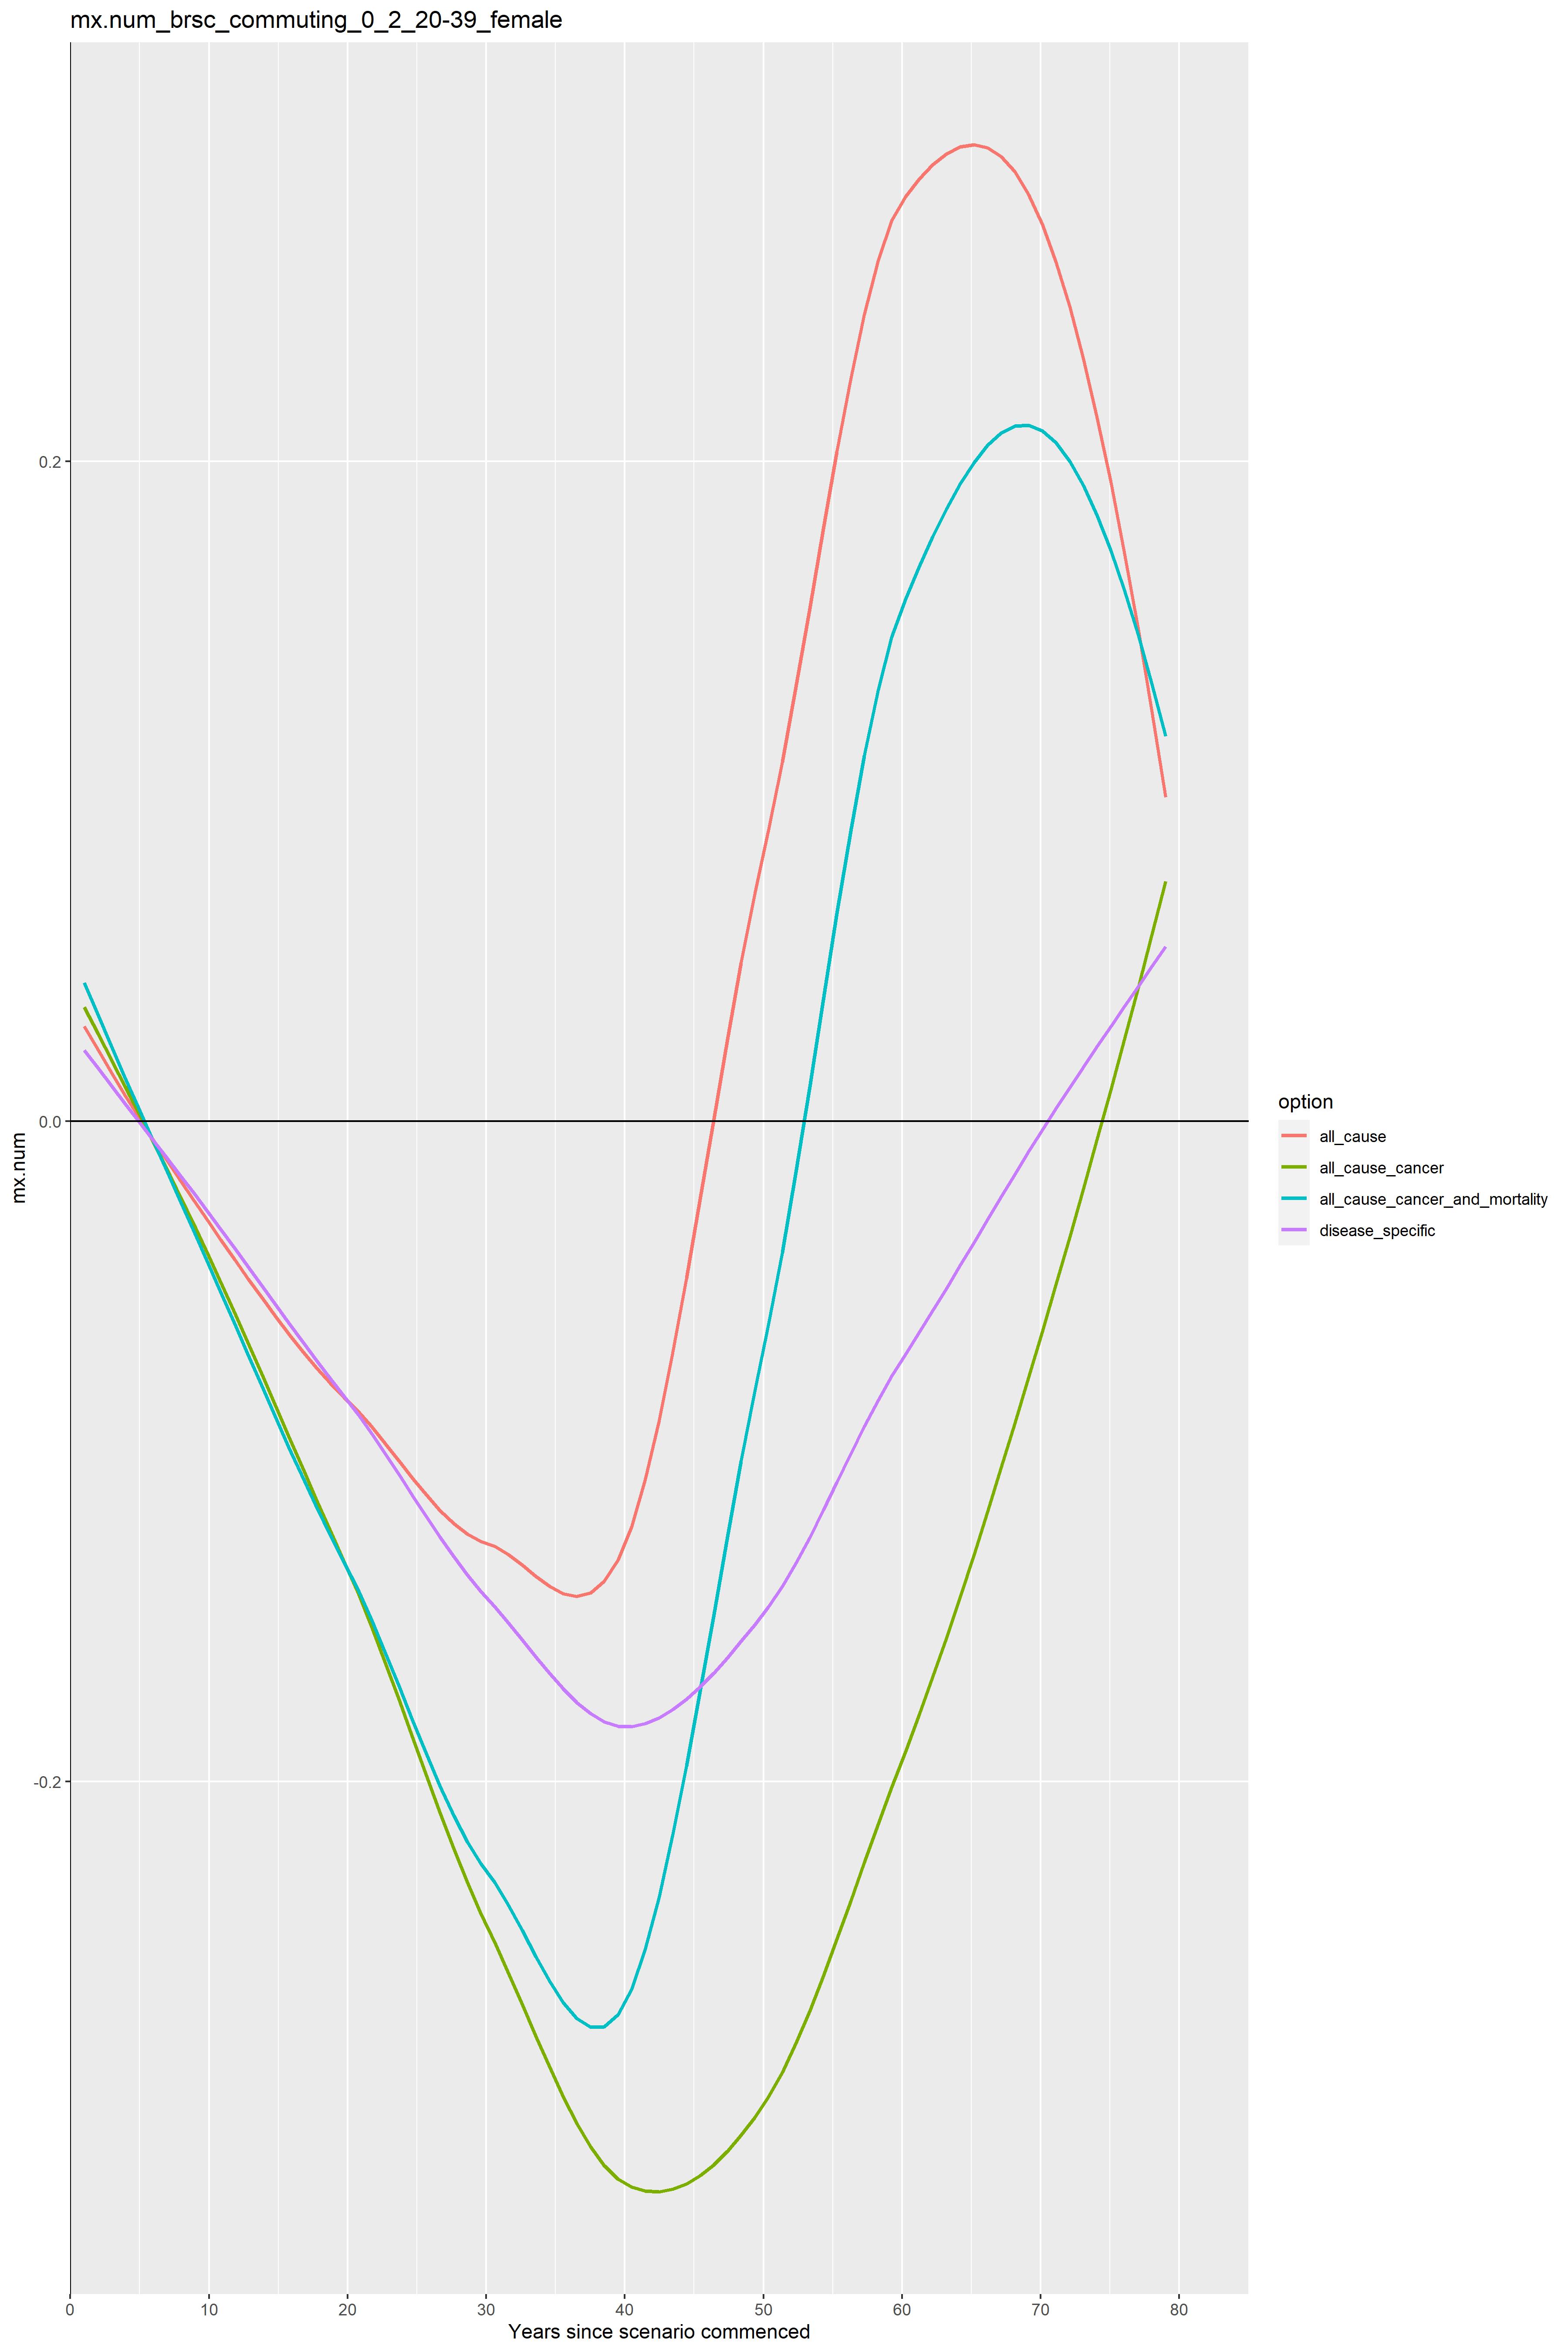 mx.num_brsc_commuting_0_2_20-39_female
0.2
0.0
-0.2
mx.num
0 10 20 30 40 50 60 70 80
Years since scenario commenced
option
all_cause
all_cause_cancer
all_cause_cancer_and_mortality
disease_specific